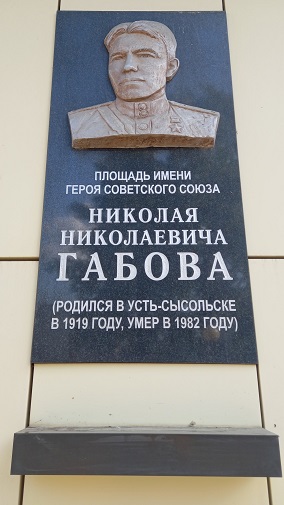 ПЛОЩАДЬ ИМЕНИ
ГЕРОЯ СОВЕТСКОГО СОЮЗА
НИКОЛАЯ
НИКОЛАЕВИЧА
ГАБОВА
(РОДИЛСЯ В УСТЬ-СЫСОЛЬСКЕ
В 1919 ГОДУ, УМЕР В 1982 ГОДУ)